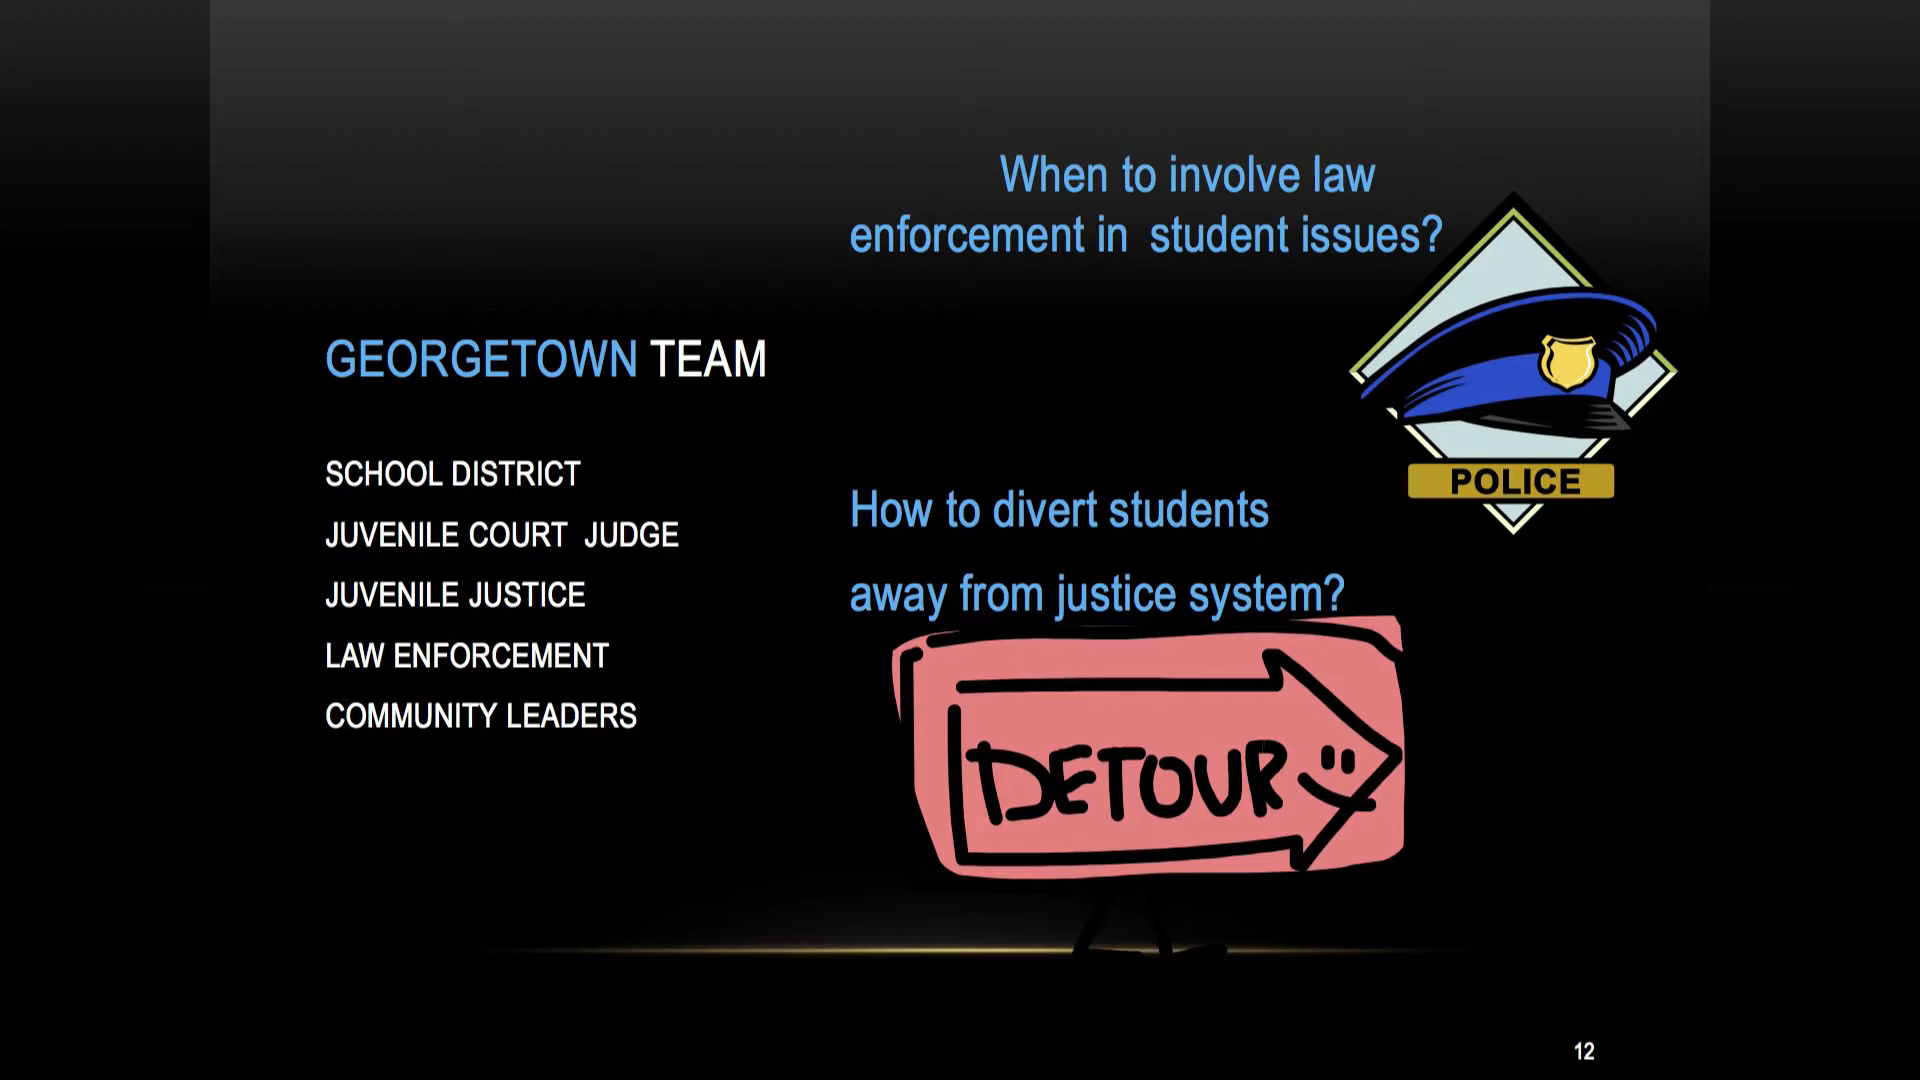 GEORGETOWN TEAM
SCHOOL DISTRICT
JUVENILE COURT JUDGE
JUVENILE JUSTICE
LAW ENFORCEMENT
COMMUNITY LEADERS
When to involve law
enforcement in student issues?
POLICE
How to divert students
away from justice system?
DETOUR
12